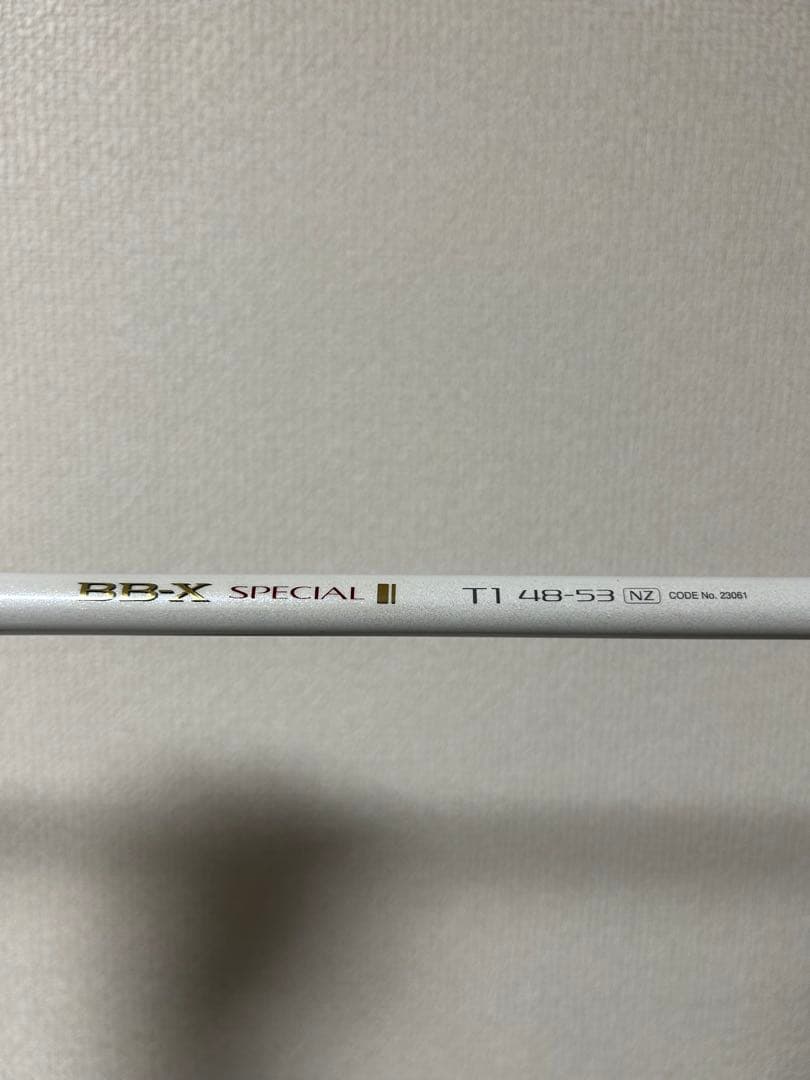 BB-X SPECIAL II T1 48-53 NZ CODE No. 23061